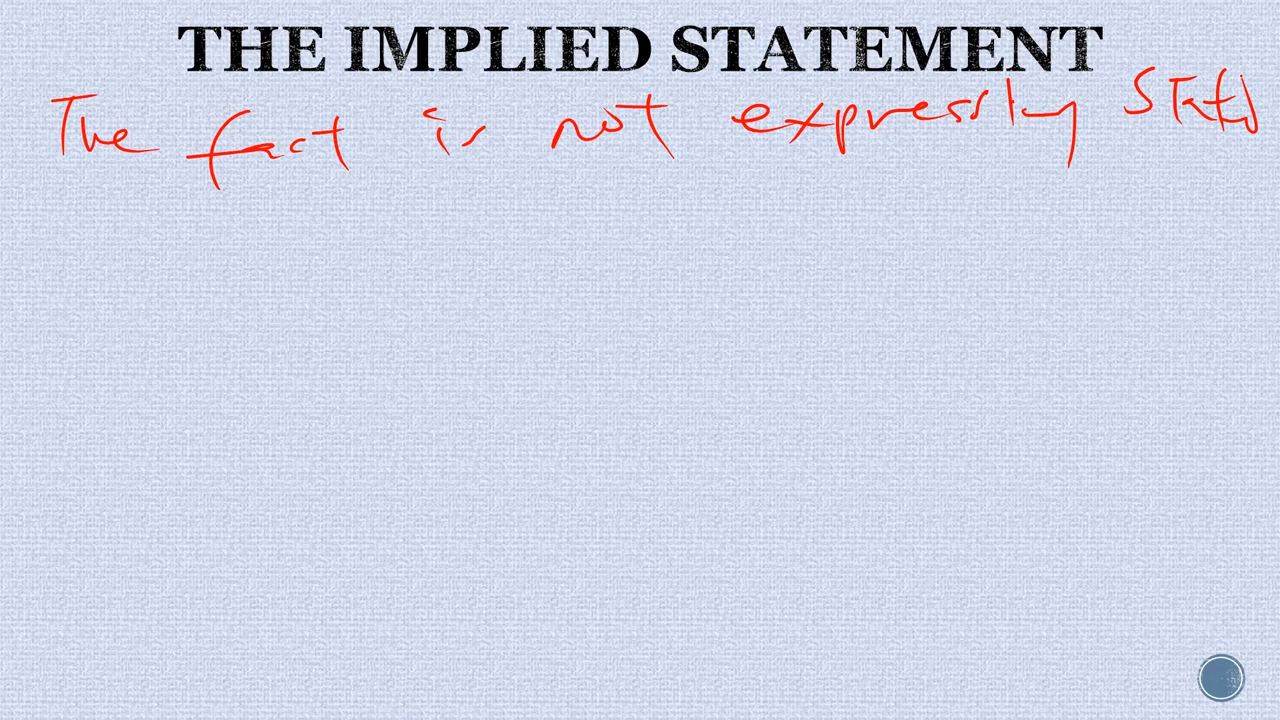 THE IMPLIED STATEMENT
The fact is not expressly stated